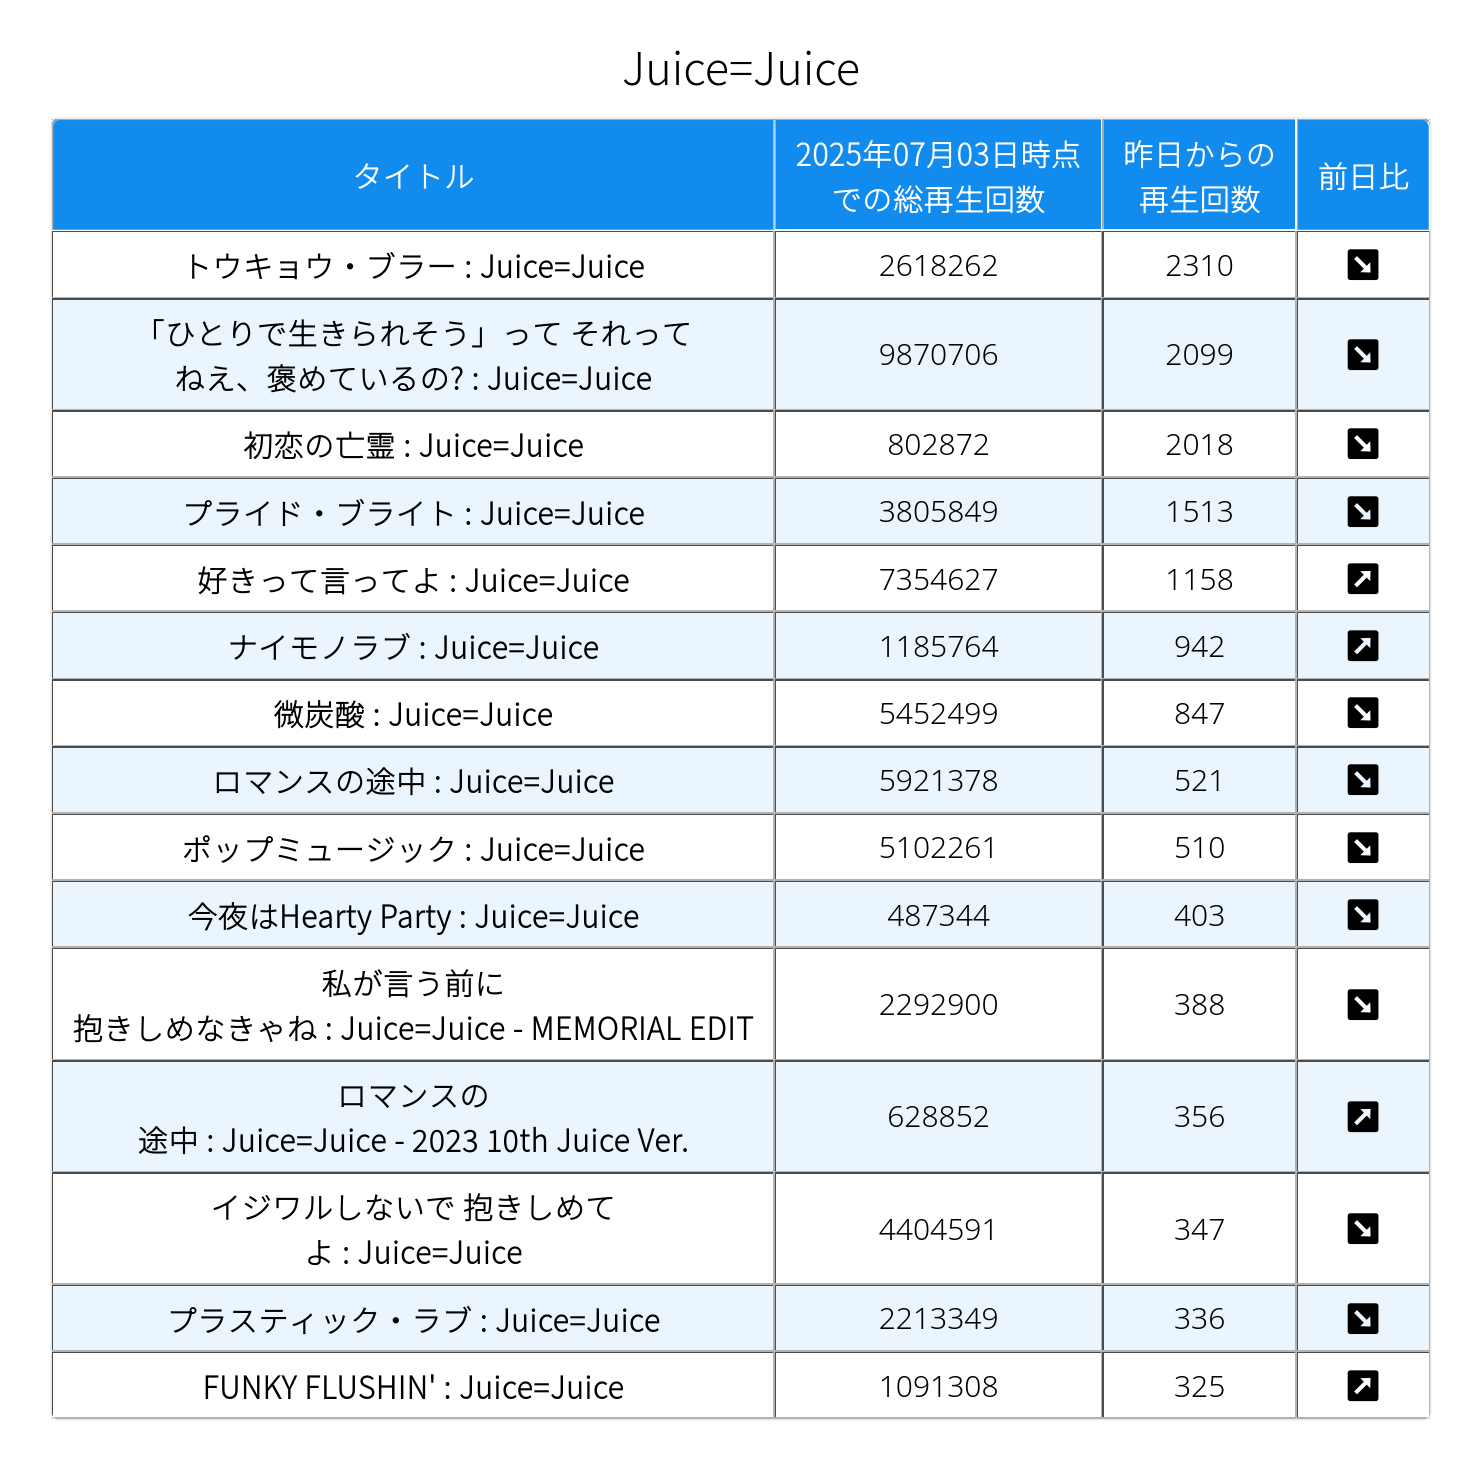 Juice=Juice
タイトル
2025年07月03日時点
での総再生回数
昨日からの
再生回数
前日比
トウキョウ・ブラー : Juice=Juice
2618262
2310
「ひとりで生きられそう」って それって
ねえ、褒めているの? : Juice=Juice
9870706
2099
初恋の亡霊 : Juice=Juice
802872
2018
プライド・ブライト : Juice=Juice
3805849
1513
好きって言ってよ : Juice=Juice
7354627
1158
ナイモノラブ : Juice=Juice
1185764
942
微炭酸 : Juice=Juice
5452499
847
ロマンスの途中 : Juice=Juice
5921378
521
ポップミュージック : Juice=Juice
5102261
510
今夜はHearty Party : Juice=Juice
487344
403
私が言う前に
抱きしめなきゃね : Juice=Juice - MEMORIAL EDIT
2292900
388
ロマンスの
途中 : Juice=Juice - 2023 10th Juice Ver.
628852
356
イジワルしないで 抱きしめて
よ : Juice=Juice
4404591
347
プラスティック・ラブ : Juice=Juice
2213349
336
FUNKY FLUSHIN' : Juice=Juice
1091308
325